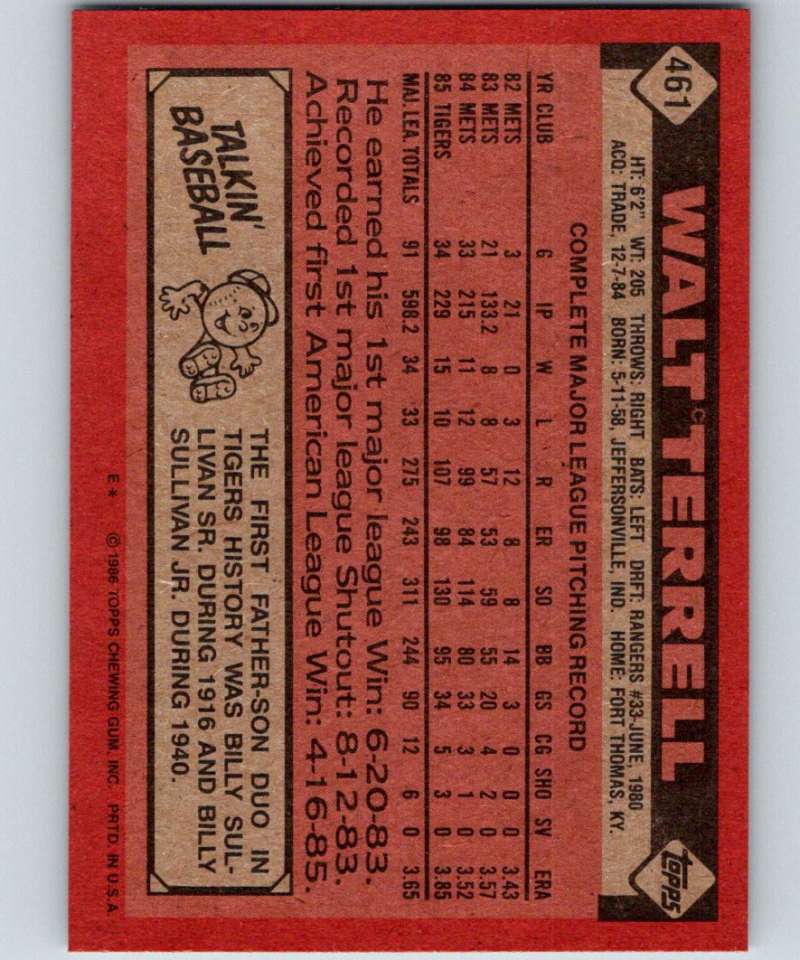 461
WALT TERRELL
topps
HT: 6'2" WT: 205 THROWS: RIGHT BATS: LEFT DRFT: RANGERS #33-JUNE, 1980
ACQ: TRADE, 12-7-84 BORN: 5-11-58, JEFFERSONVILLE, IND. HOME: FORT THOMAS, KY.
COMPLETE MAJOR LEAGUE PITCHING RECORD
YR CLUB G IP W L R ER SO BB GS CG SHO SV ERA
82 METS 3 21 0 3 12 8 8 14 3 0 0 0 3.43
83 METS 21 133.2 8 8 57 53 59 55 20 4 2 0 3.57
84 METS 33 215 11 12 99 84 114 80 33 3 1 0 3.52
85 TIGERS 34 229 15 10 107 98 130 95 34 5 3 0 3.85
MAJ. LEA. TOTALS 91 598.2 34 33 275 243 311 244 90 12 6 0 3.65
He earned his 1st major league Win: 6-20-83.
Recorded 1st major league Shutout: 8-12-83.
Achieved first American League Win: 4-16-85.
TALKIN'
BASEBALL
THE FIRST FATHER-SON DUO IN
TIGERS HISTORY WAS BILLY SUL-
LIVAN SR. DURING 1916 AND BILLY
SULLIVAN JR. DURING 1940.
E* © 1986 TOPPS CHEWING GUM, INC. PRTD. IN U.S.A.